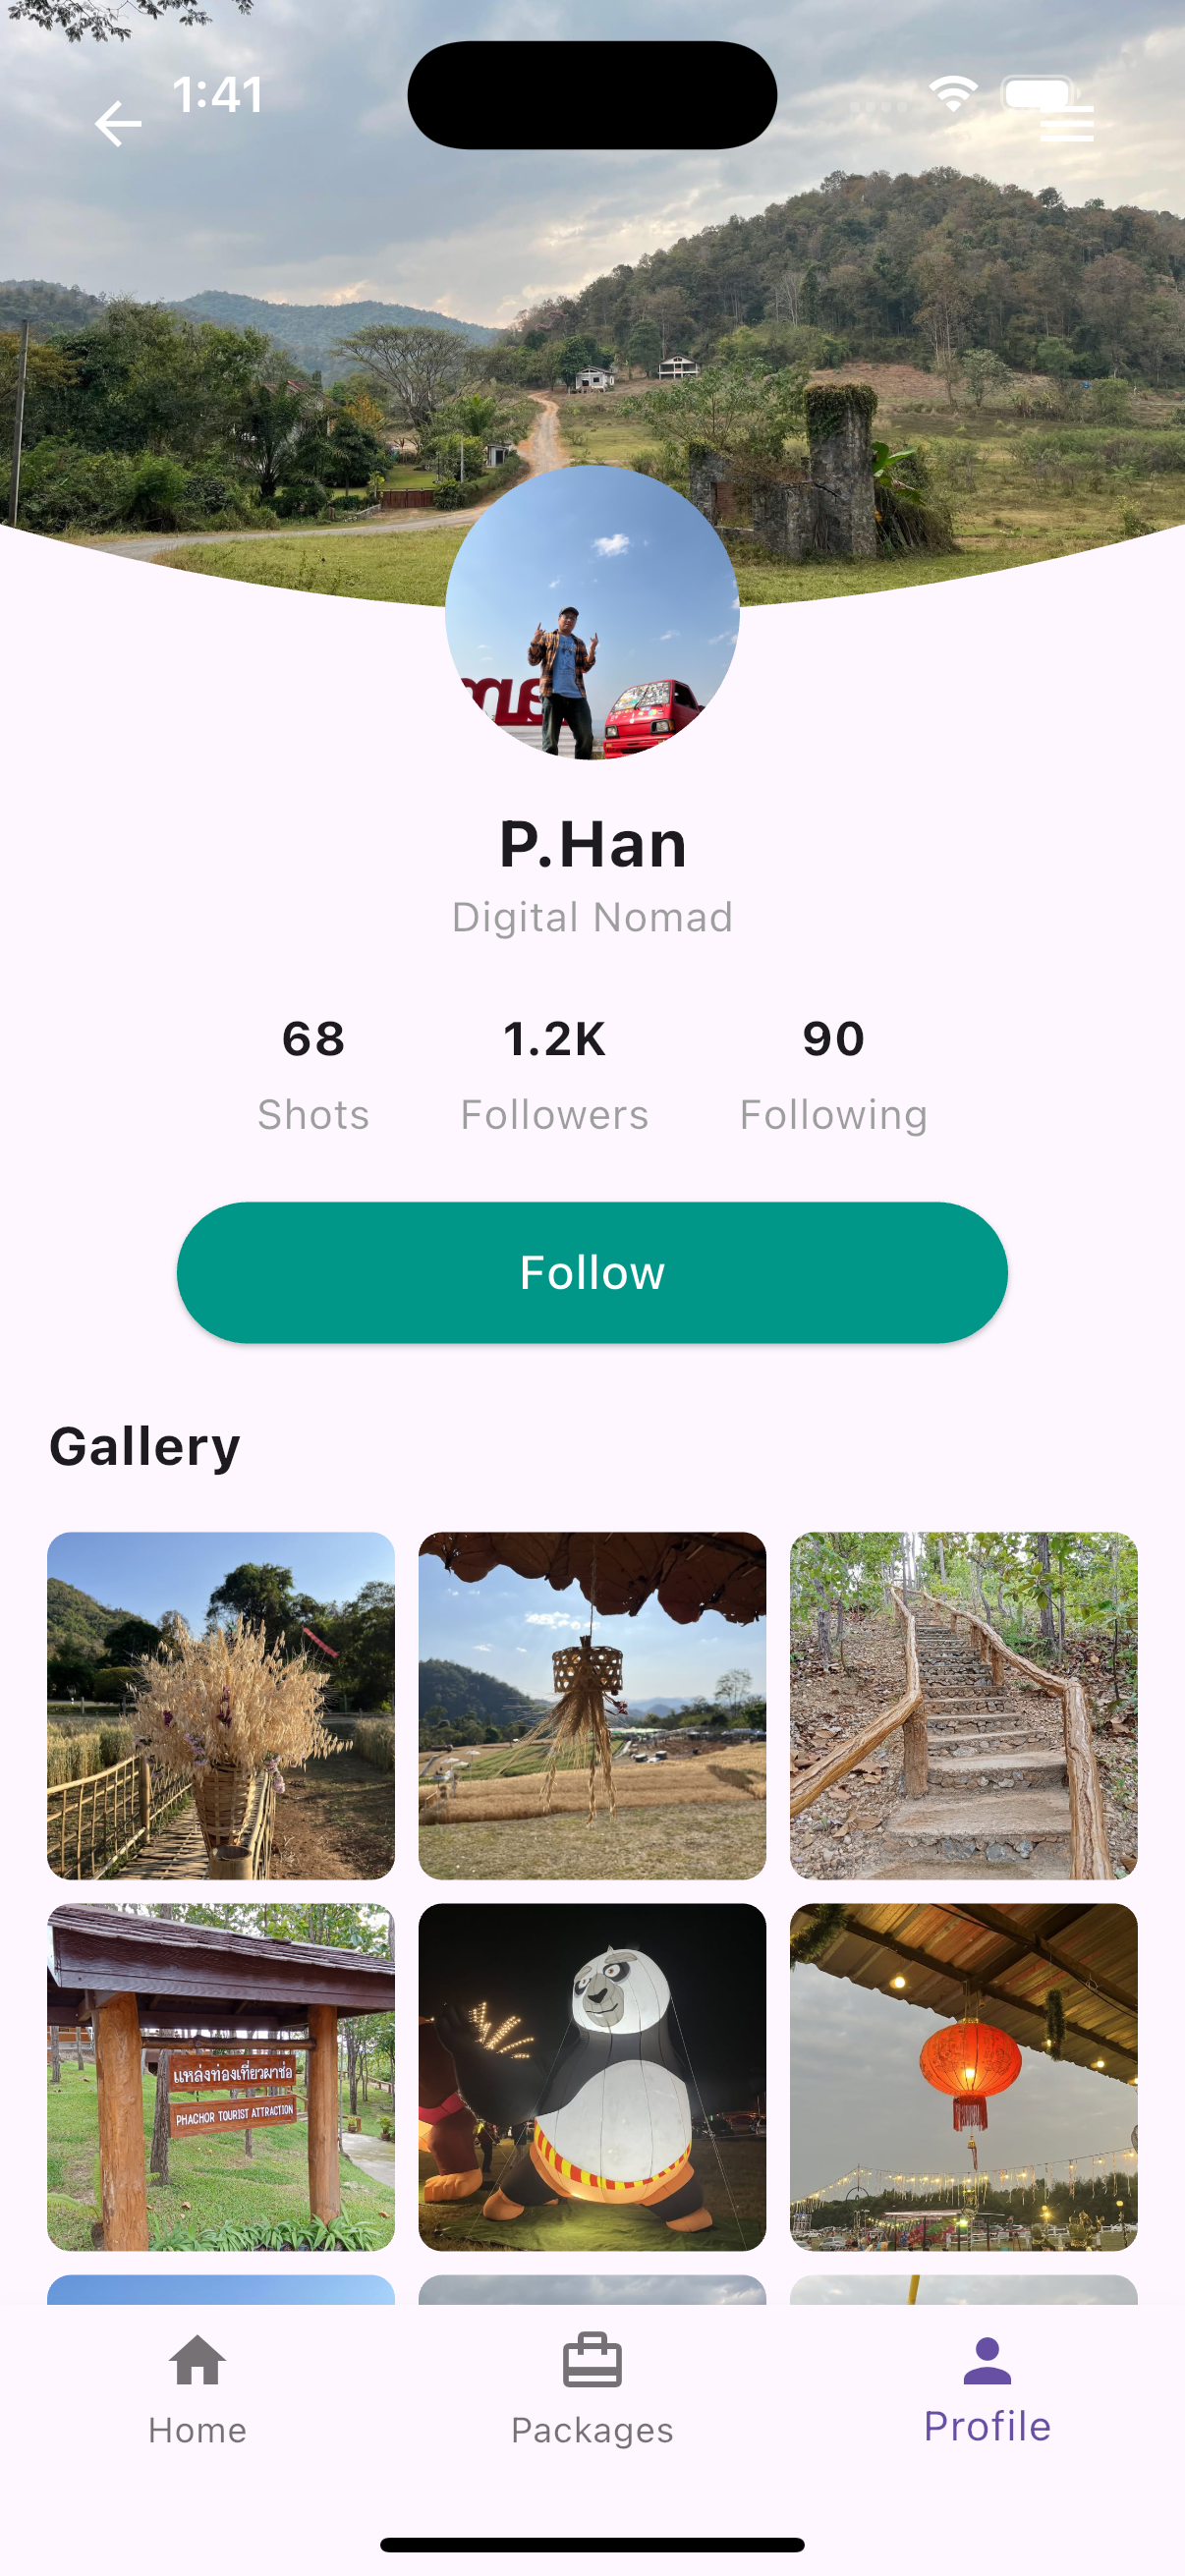 1:41
P.Han
Digital Nomad
68 1.2K 90
Shots Followers Following
Follow
Gallery
แหล่งท่องเที่ยวผาช่อ
PHACHOR TOURIST ATTRACTION
Home Packages Profile